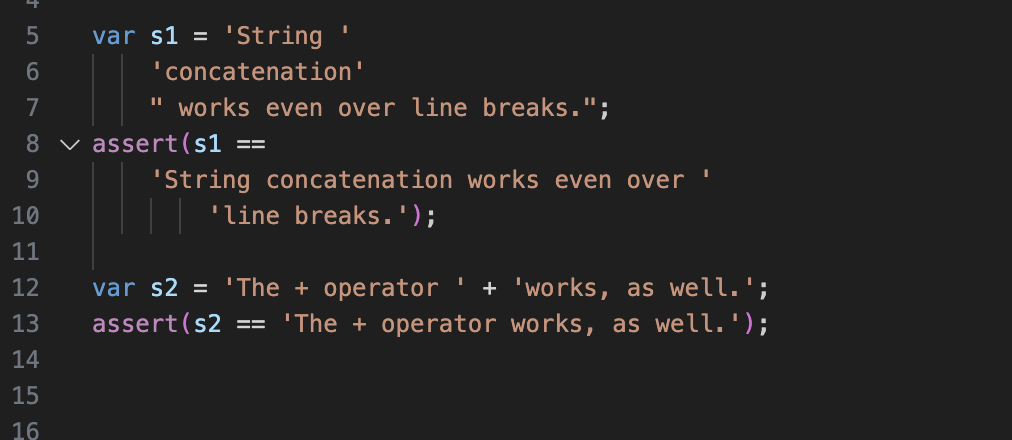 4
5 var s1 = 'String '
6 'concatenation'
7 " works even over line breaks.";
8 assert(s1 ==
9 'String concatenation works even over '
10 'line breaks.');
11
12 var s2 = 'The + operator ' + 'works, as well.';
13 assert(s2 == 'The + operator works, as well.');
14
15
16